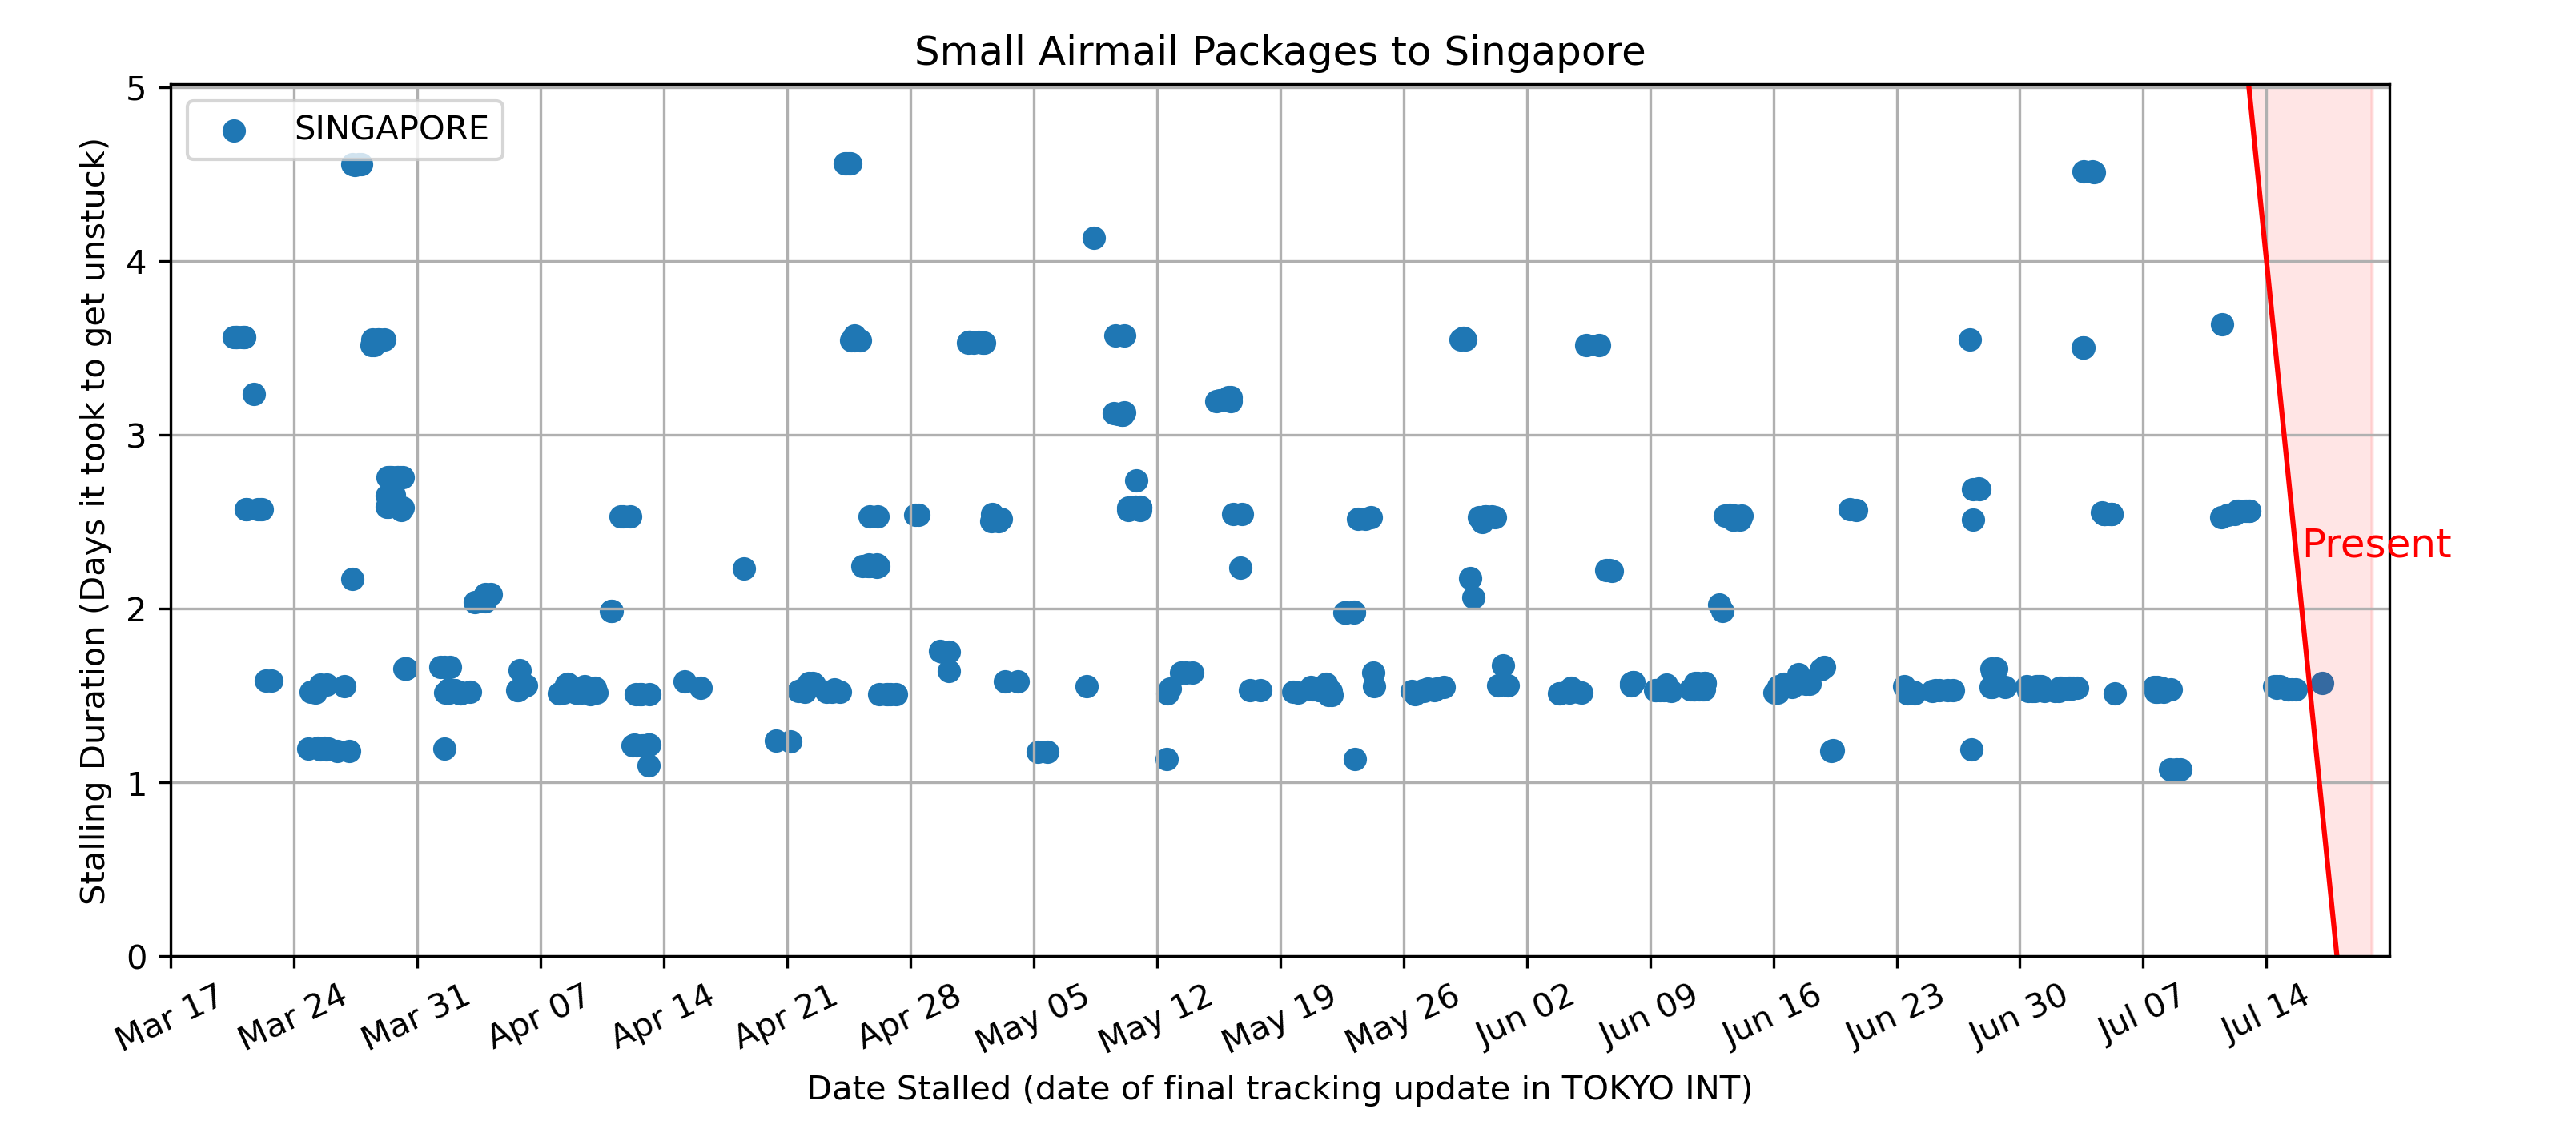 Small Airmail Packages to Singapore
SINGAPORE
Stalling Duration (Days it took to get unstuck)
5
4
3
2
1
0
Present
Mar 17
Mar 24
Mar 31
Apr 07
Apr 14
Apr 21
Apr 28
May 05
May 12
May 19
May 26
Jun 02
Jun 09
Jun 16
Jun 23
Jun 30
Jul 07
Jul 14
Date Stalled (date of final tracking update in TOKYO INT)